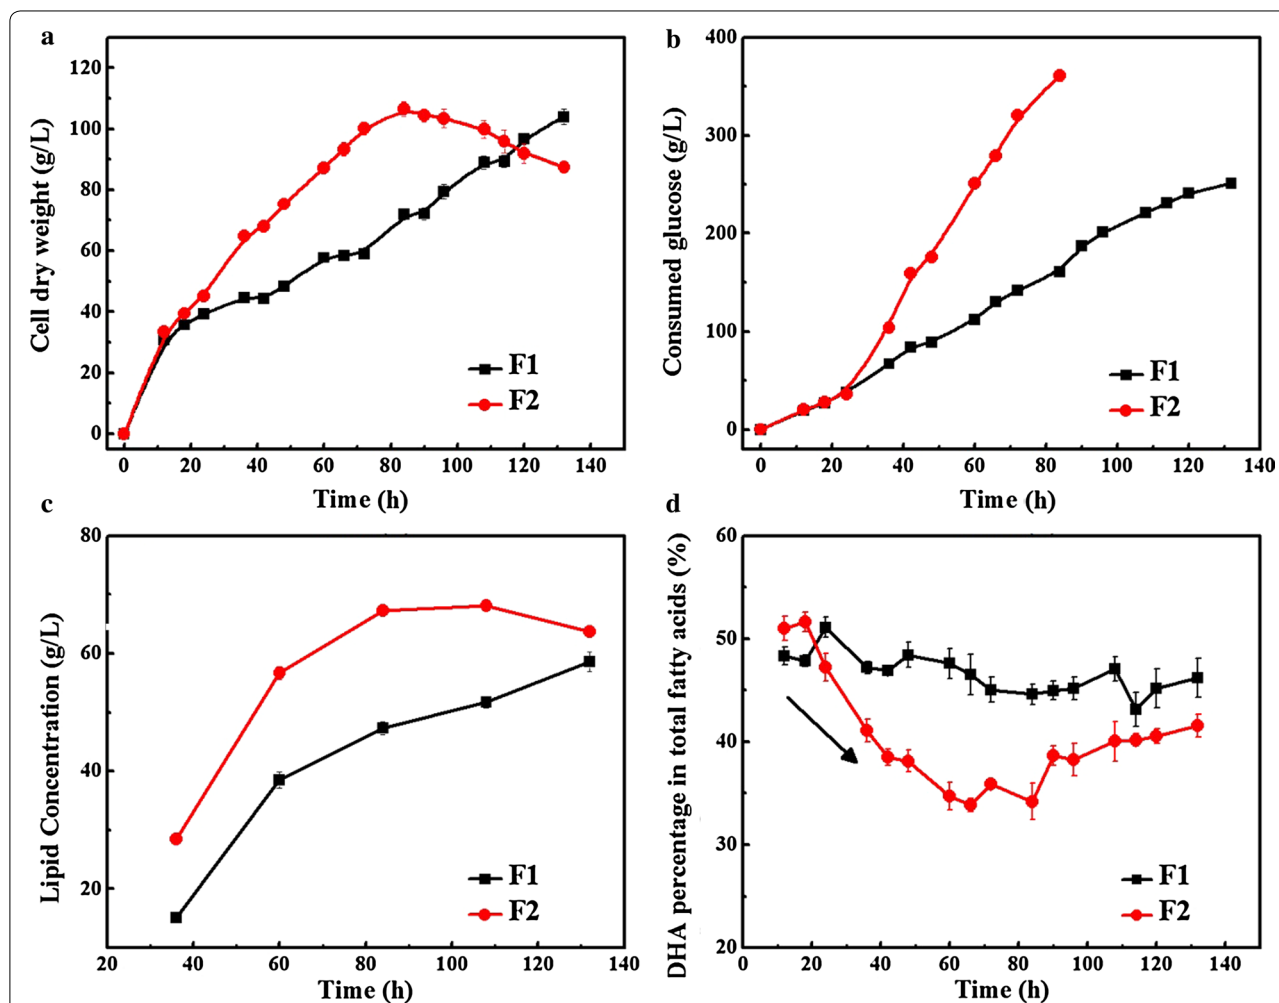 a
Cell dry weight (g/L)
120
100
80
60
40
20
0
0 20 40 60 80 100 120 140
Time (h)
F1
F2
b
Consumed glucose (g/L)
400
300
200
100
0
0 20 40 60 80 100 120 140
Time (h)
F1
F2
c
Lipid Concentration (g/L)
80
60
40
20
20 40 60 80 100 120 140
Time (h)
F1
F2
d
DHA percentage in total fatty acids (%)
60
50
40
30
20
0 20 40 60 80 100 120 140
Time (h)
F1
F2